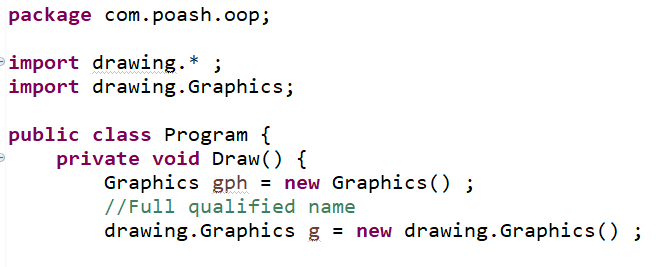 package com.poash.oop;
import drawing.* ;
import drawing.Graphics;
public class Program {
private void Draw() {
Graphics gph = new Graphics() ;
//Full qualified name
drawing.Graphics g = new drawing.Graphics() ;